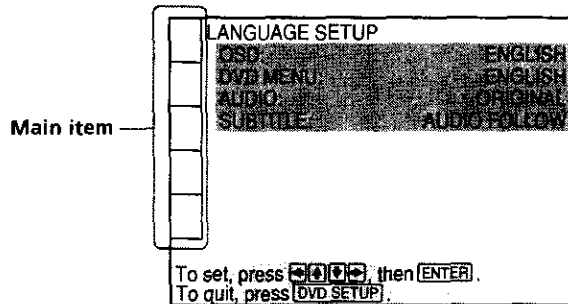 LANGUAGE SETUP
OSD: ENGLISH
DVD MENU: ENGLISH
AUDIO: ORIGINAL
SUBTITLE: AUDIO FOLLOW
Main item
To set, press ←↑↓→, then ENTER.
To quit, press DVD SETUP.